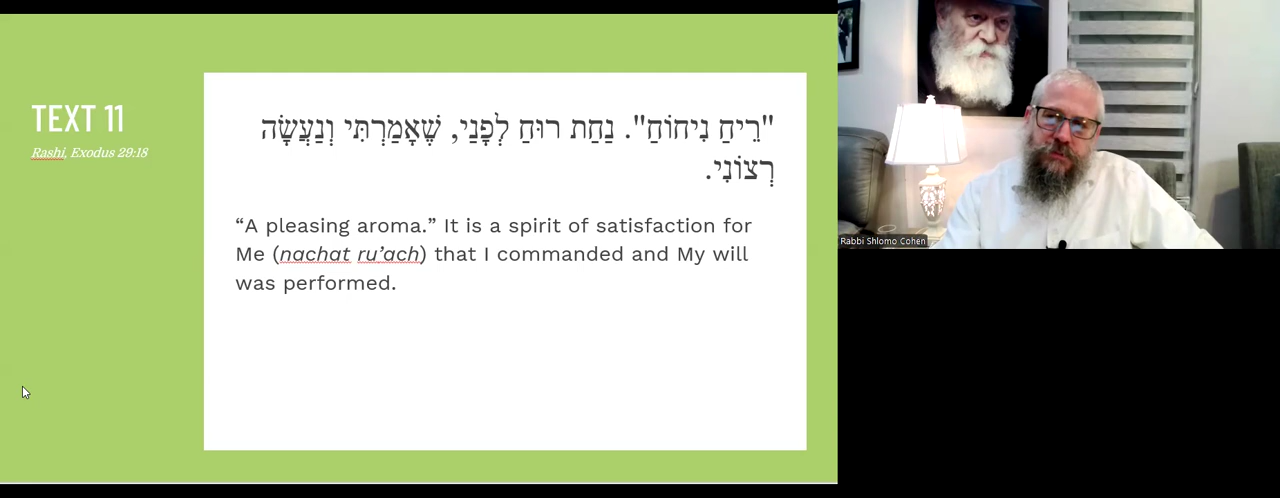 TEXT 11
Rashi, Exodus 29:18
"רֵיחַ נִיחוֹחַ". נַחַת רוּחַ לְפָנַי, שֶׁאָמַרְתִּי וְנַעֲשָׂה
רְצוֹנִי.
“A pleasing aroma.” It is a spirit of satisfaction for
Me (nachat ru’ach) that I commanded and My will
was performed.
Rabbi Shlomo Cohen